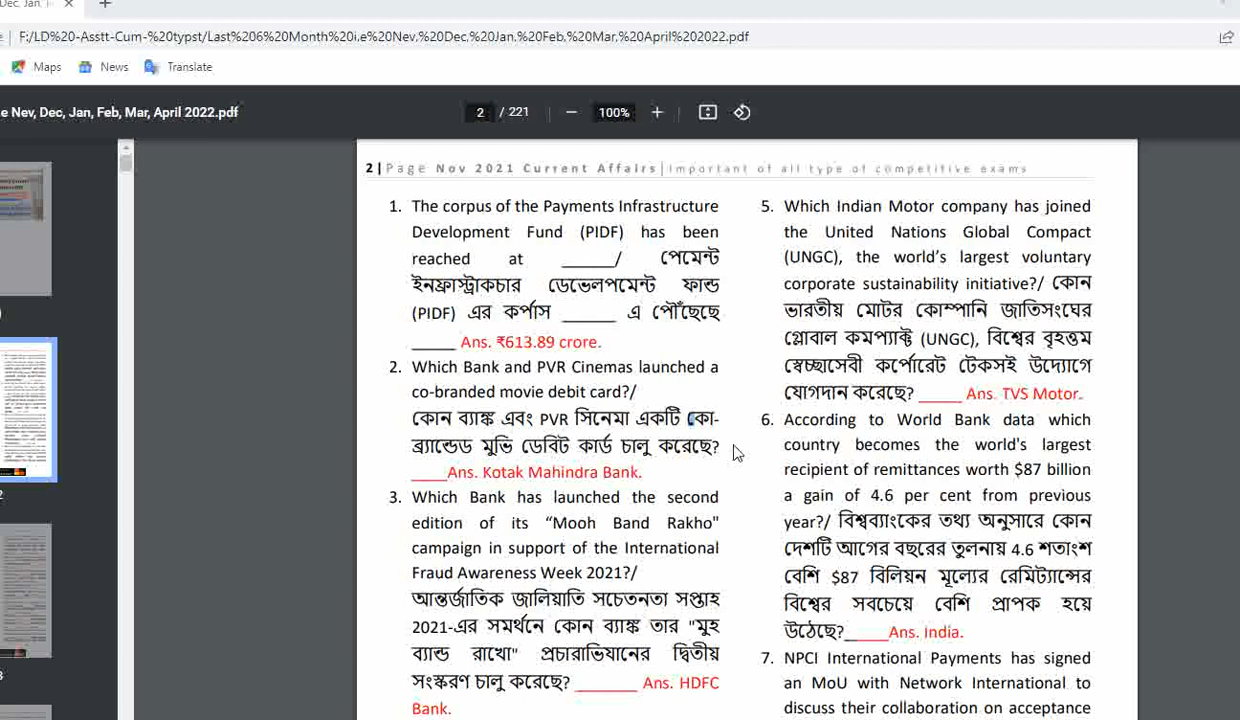 Dec, Jan,
F:/LD%20-Asstt-Cum-%20typst/Last%206%20Month%20i.e%20Nev,%20Dec,%20Jan,%20Feb,%20Mar,%20April%202022.pdf
Maps News Translate
e Nev, Dec, Jan, Feb, Mar, April 2022.pdf
2 / 221 − 100% +
2|Page Nov 2021 Current Affairs|Important of all type of competitive exams
1. The corpus of the Payments Infrastructure
Development Fund (PIDF) has been
reached at ______/ পেমেন্ট
ইনফ্রাস্ট্রাকচার ডেভেলপমেন্ট ফান্ড
(PIDF) এর কর্পাস ______ এ পৌঁছেছে
_____ Ans. ₹613.89 crore.
2. Which Bank and PVR Cinemas launched a
co-branded movie debit card?/
কোন ব্যাঙ্ক এবং PVR সিনেমা একটি কো-
ব্র্যান্ডেড মুভি ডেবিট কার্ড চালু করেছে?
____Ans. Kotak Mahindra Bank.
3. Which Bank has launched the second
edition of its “Mooh Band Rakho"
campaign in support of the International
Fraud Awareness Week 2021?/
আন্তর্জাতিক জালিয়াতি সচেতনতা সপ্তাহ
2021-এর সমর্থনে কোন ব্যাঙ্ক তার "মুহ
ব্যান্ড রাখো" প্রচারাভিযানের দ্বিতীয়
সংস্করণ চালু করেছে? _______ Ans. HDFC
Bank.
5. Which Indian Motor company has joined
the United Nations Global Compact
(UNGC), the world’s largest voluntary
corporate sustainability initiative?/ কোন
ভারতীয় মোটর কোম্পানি জাতিসংঘের
গ্লোবাল কমপ্যাক্ট (UNGC), বিশ্বের বৃহত্তম
স্বেচ্ছাসেবী কর্পোরেট টেকসই উদ্যোগে
যোগদান করেছে? _____ Ans. TVS Motor.
6. According to World Bank data which
country becomes the world's largest
recipient of remittances worth $87 billion
a gain of 4.6 per cent from previous
year?/ বিশ্বব্যাংকের তথ্য অনুসারে কোন
দেশটি আগের বছরের তুলনায় 4.6 শতাংশ
বেশি $87 বিলিয়ন মূল্যের রেমিট্যান্সের
বিশ্বের সবচেয়ে বেশি প্রাপক হয়ে
উঠেছে?_____Ans. India.
7. NPCI International Payments has signed
an MoU with Network International to
discuss their collaboration on acceptance